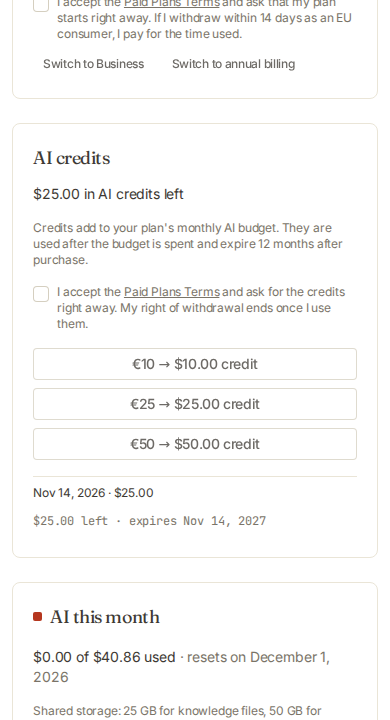 I accept the Paid Plans Terms and ask that my plan
starts right away. If I withdraw within 14 days as an EU
consumer, I pay for the time used.
Switch to Business Switch to annual billing
AI credits
$25.00 in AI credits left
Credits add to your plan's monthly AI budget. They are
used after the budget is spent and expire 12 months after
purchase.
I accept the Paid Plans Terms and ask for the credits
right away. My right of withdrawal ends once I use
them.
€10 → $10.00 credit
€25 → $25.00 credit
€50 → $50.00 credit
Nov 14, 2026 · $25.00
$25.00 left · expires Nov 14, 2027
AI this month
$0.00 of $40.86 used · resets on December 1,
2026
Shared storage: 25 GB for knowledge files, 50 GB for